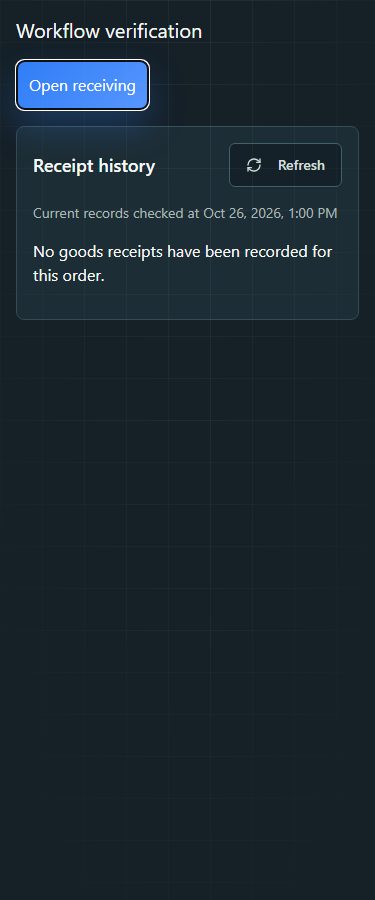 Workflow verification
Open receiving
Receipt history
Refresh
Current records checked at Oct 26, 2026, 1:00 PM
No goods receipts have been recorded for
this order.